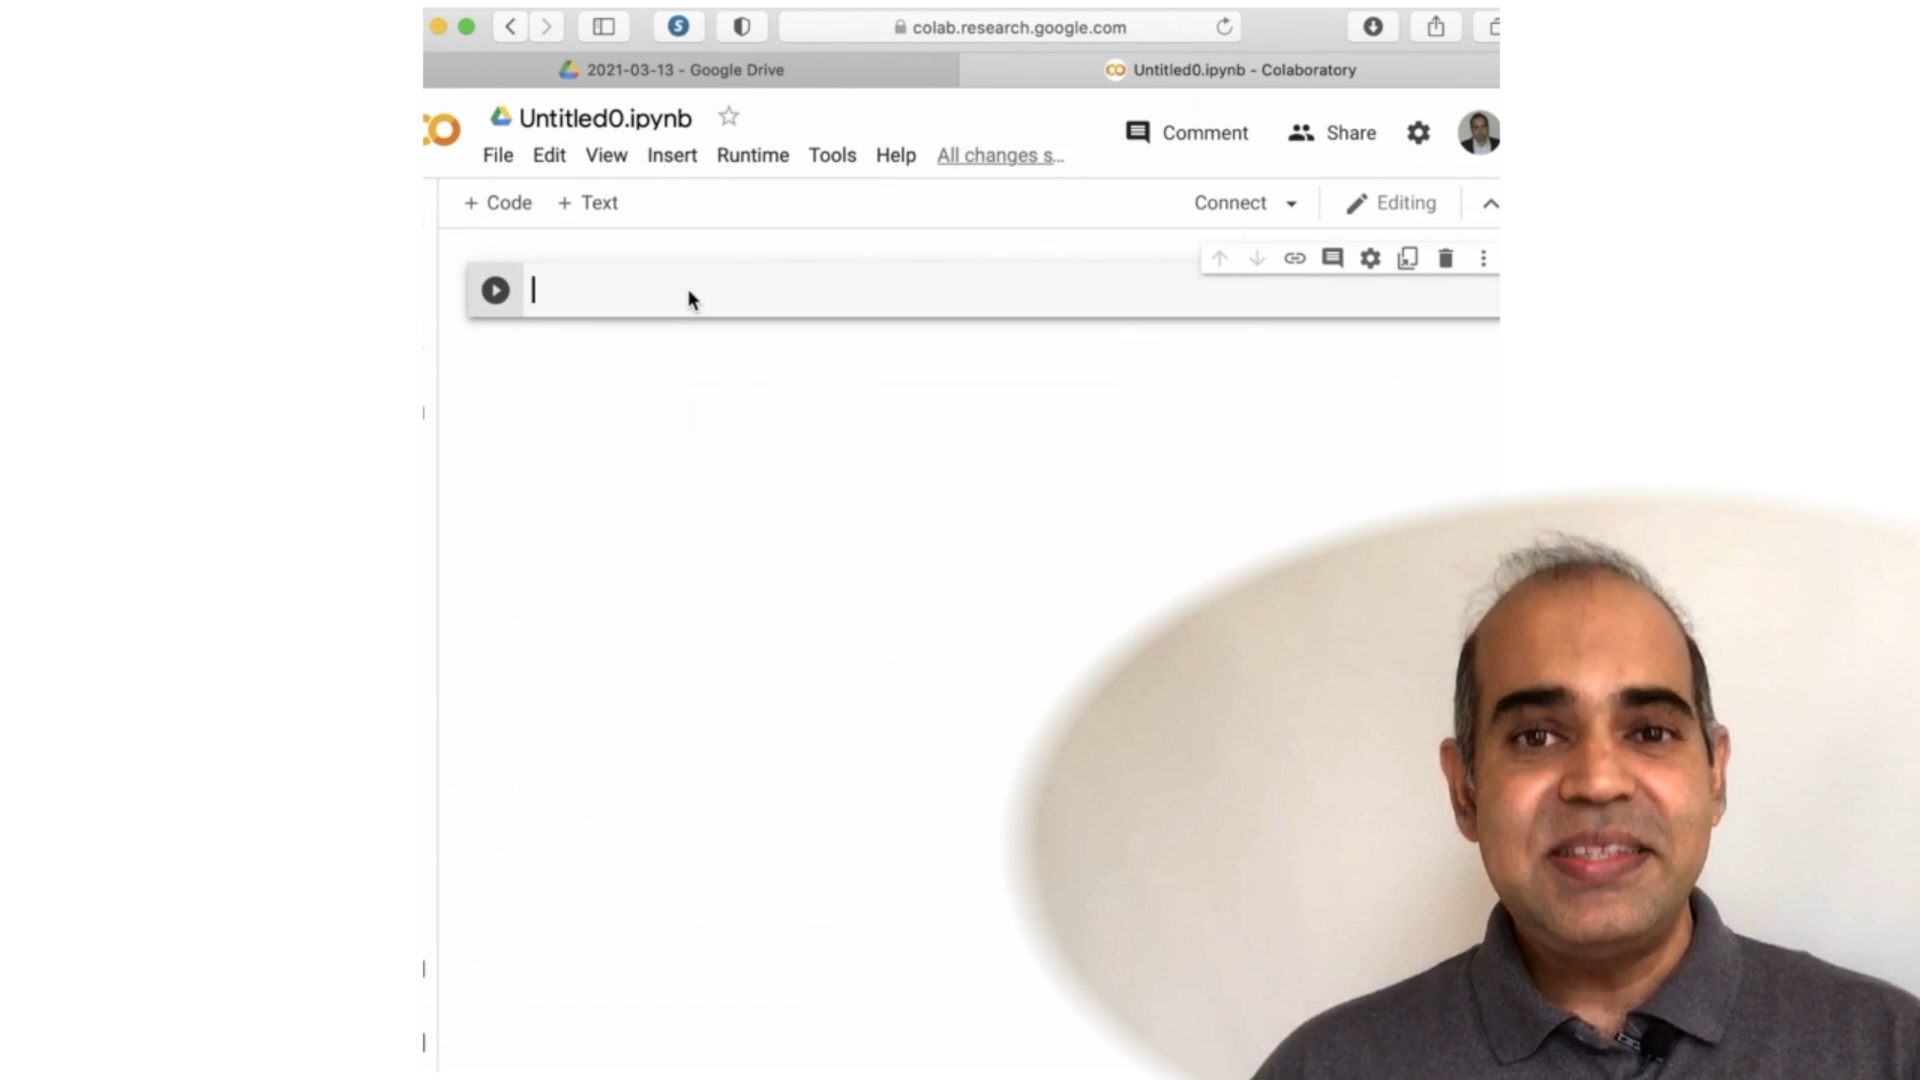 colab.research.google.com
2021-03-13 - Google Drive
Untitled0.ipynb - Colaboratory
Untitled0.ipynb
Comment
Share
File Edit View Insert Runtime Tools Help All changes s...
+ Code + Text
Connect
Editing